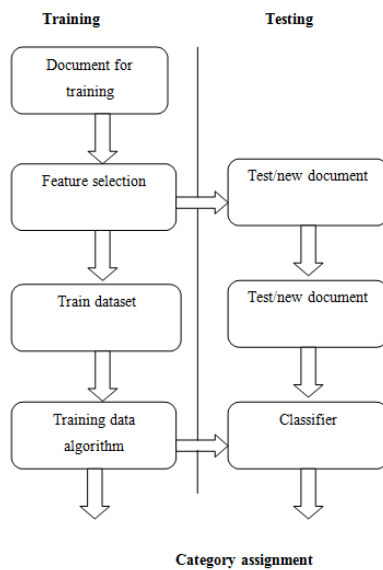 Training
Testing
Document for
training
Feature selection
Test/new document
Train dataset
Test/new document
Training data
algorithm
Classifier
Category assignment